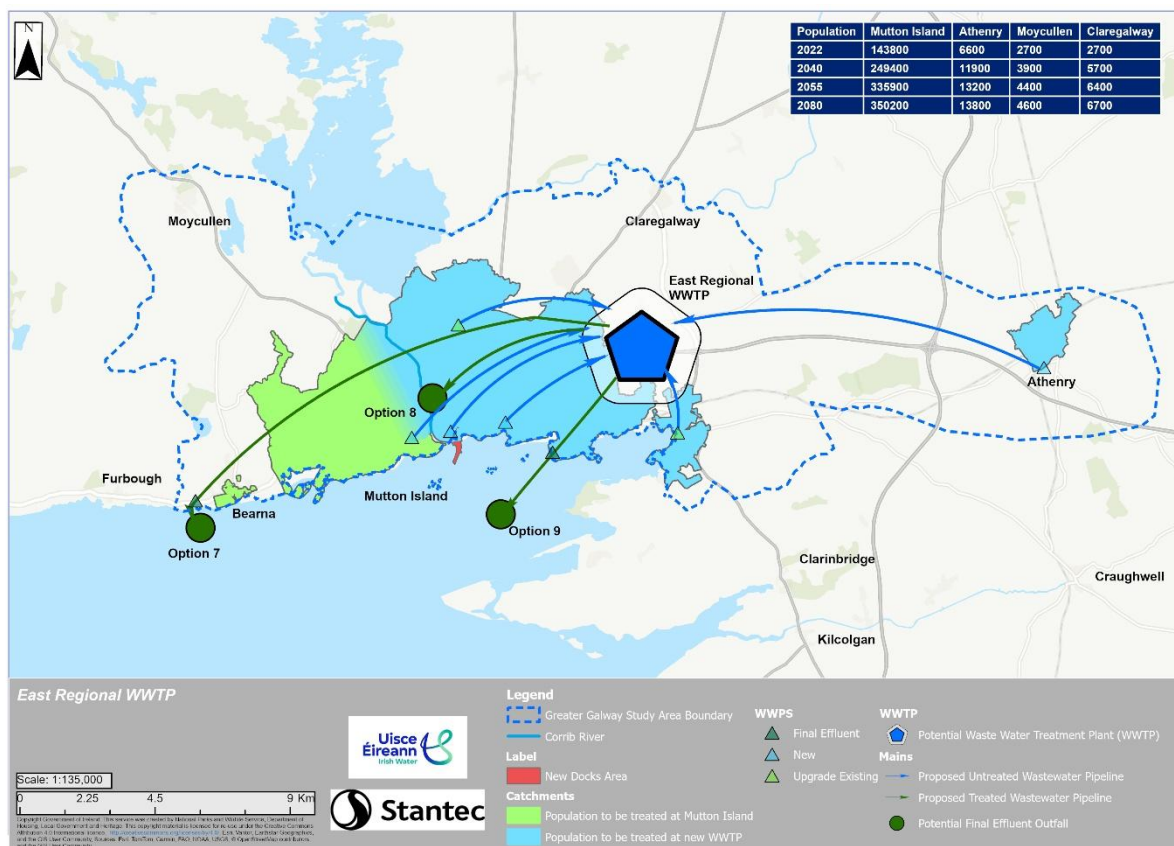 N
Population Mutton Island Athenry Moycullen Claregalway
2022 143800 6600 2700 2700
2040 249400 11900 3900 5700
2055 335900 13200 4400 6400
2080 350200 13800 4600 6700
Moycullen
Claregalway
East Regional
WWTP
Athenry
Option 8
Furbough
Mutton Island
Bearna
Option 9
Option 7
Clarinbridge
Craughwell
Kilcolgan
East Regional WWTP
Uisce
Éireann
Irish Water
Stantec
Scale: 1:135,000
0 2.25 4.5 9 Km
Legend
Greater Galway Study Area Boundary
Corrib River
Label
New Docks Area
Catchments
Population to be treated at Mutton Island
Population to be treated at new WWTP
WWPS
Final Effluent
New
Upgrade Existing
WWTP
Potential Waste Water Treatment Plant (WWTP)
Mains
Proposed Untreated Wastewater Pipeline
Proposed Treated Wastewater Pipeline
Potential Final Effluent Outfall